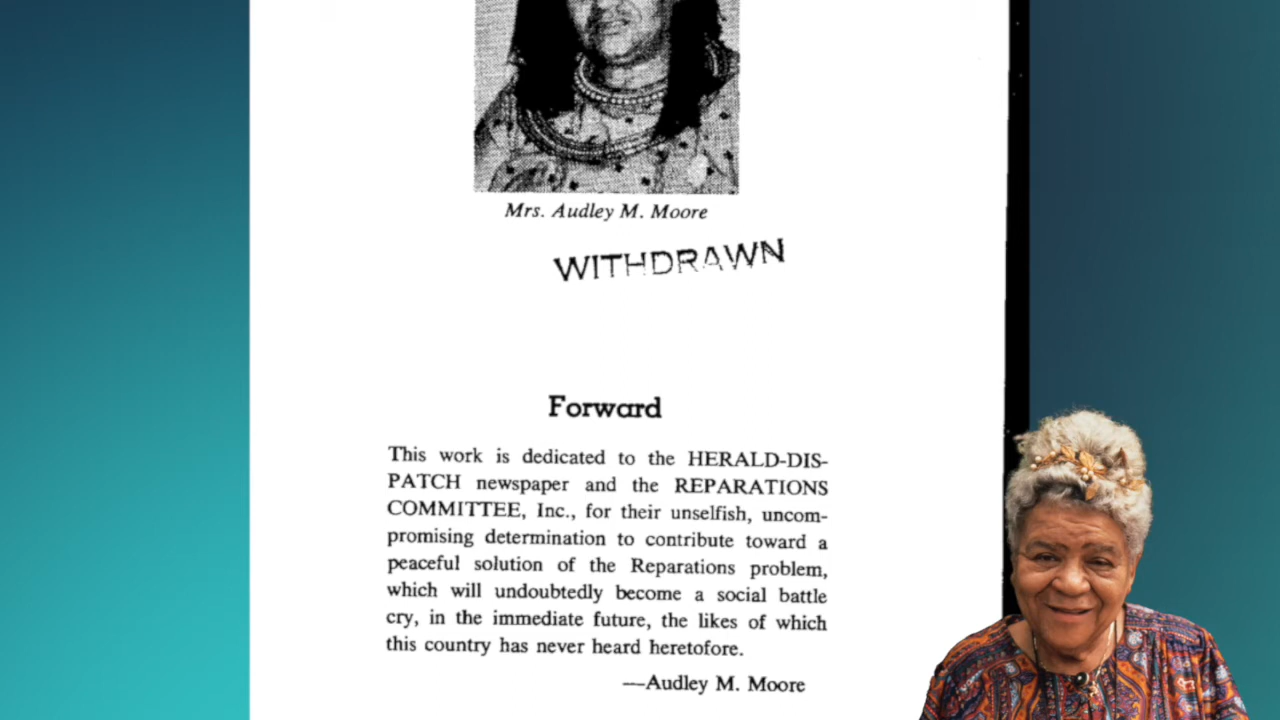 Mrs. Audley M. Moore
WITHDRAWN
Forward
This work is dedicated to the HERALD-DIS-
PATCH newspaper and the REPARATIONS
COMMITTEE, Inc., for their unselfish, uncom-
promising determination to contribute toward a
peaceful solution of the Reparations problem,
which will undoubtedly become a social battle
cry, in the immediate future, the likes of which
this country has never heard heretofore.
—Audley M. Moore